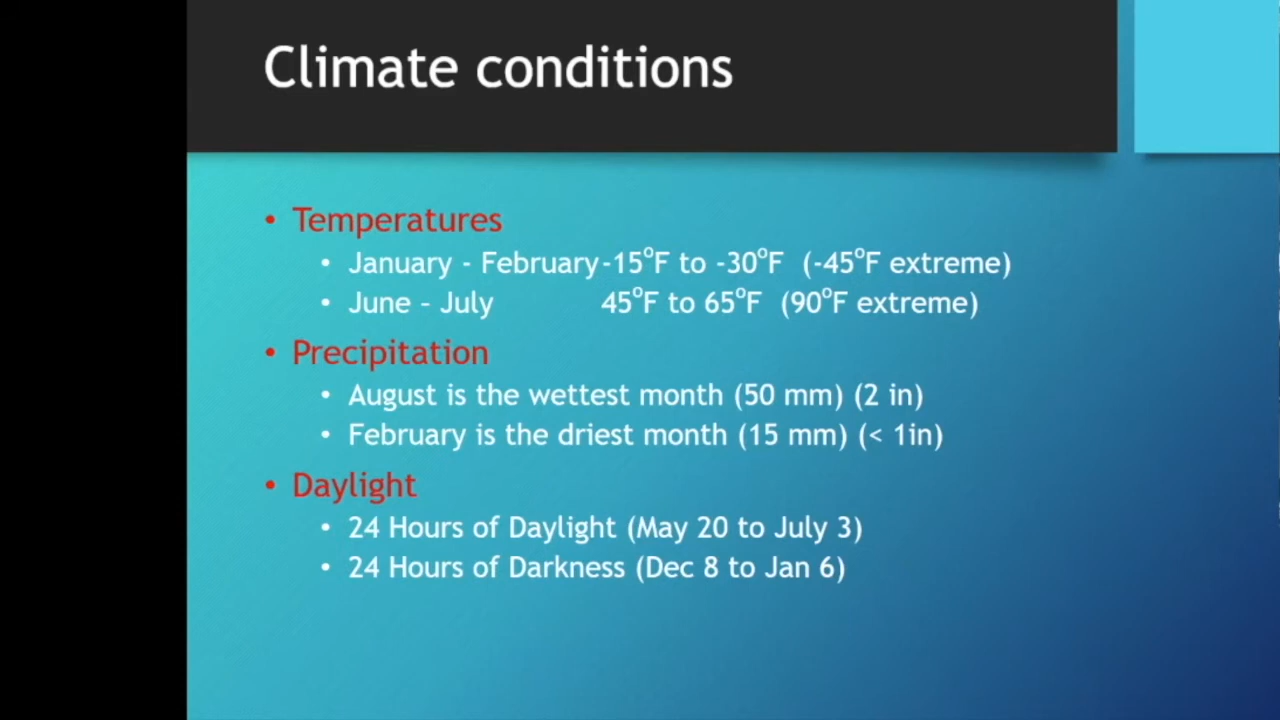 Climate conditions
• Temperatures
• January - February -15°F to -30°F (-45°F extreme)
• June – July 45°F to 65°F (90°F extreme)
• Precipitation
• August is the wettest month (50 mm) (2 in)
• February is the driest month (15 mm) (< 1in)
• Daylight
• 24 Hours of Daylight (May 20 to July 3)
• 24 Hours of Darkness (Dec 8 to Jan 6)